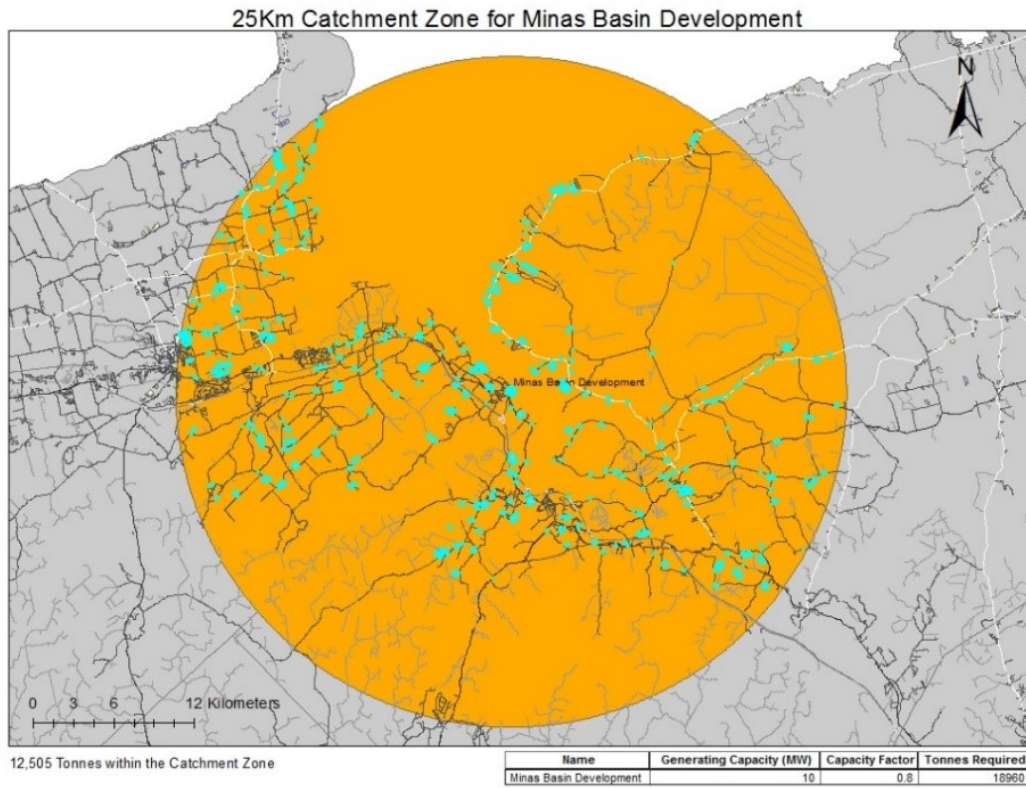 25Km Catchment Zone for Minas Basin Development
N
Minas Basin Development
0 3 6 12 Kilometers
12,505 Tonnes within the Catchment Zone
Name Generating Capacity (MW) Capacity Factor Tonnes Required
Minas Basin Development 10 0.8 18960